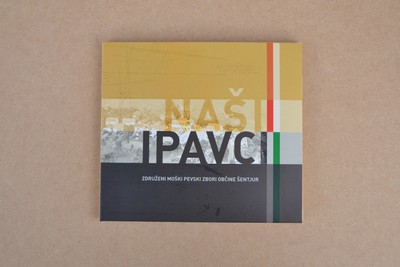 NAŠI
IPAVCI
ZDRUŽENI MOŠKI PEVSKI ZBORI OBČINE ŠENTJUR